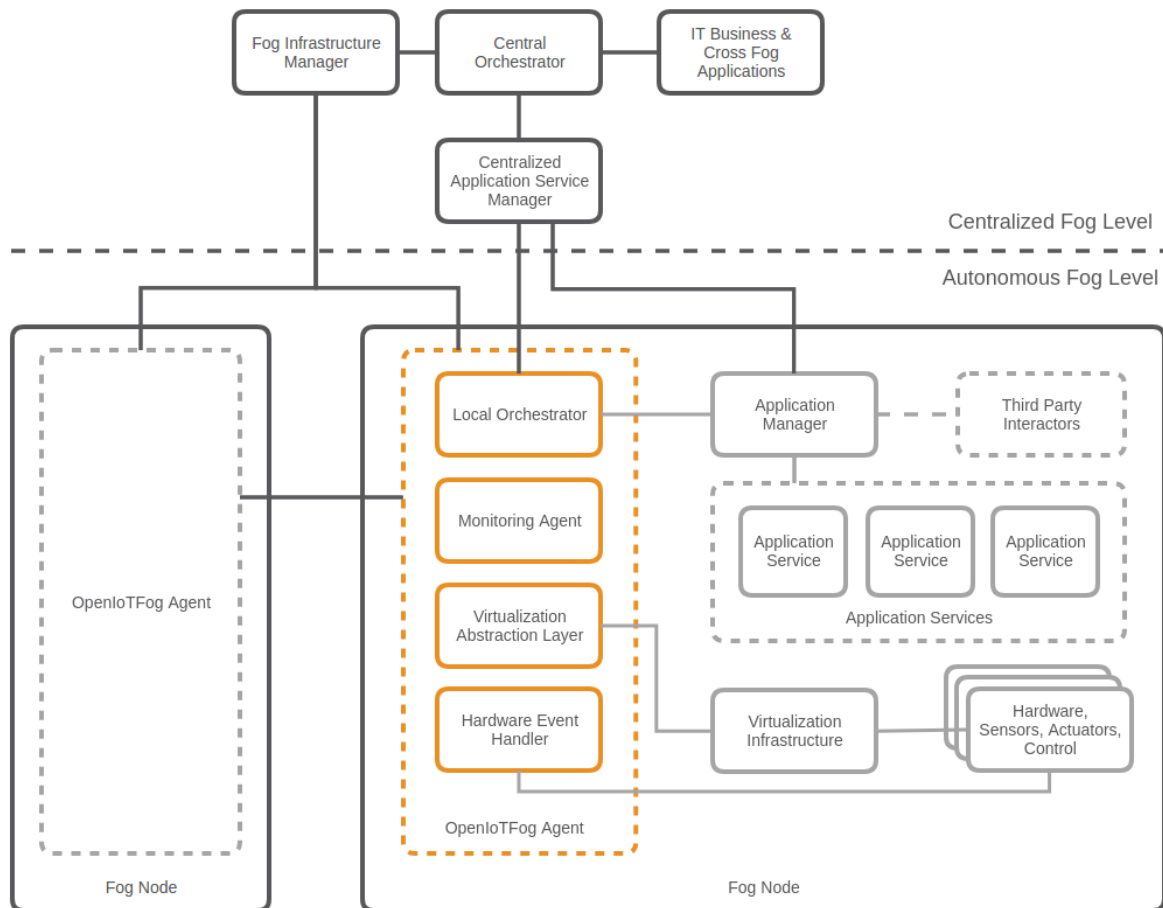 Fog Infrastructure
Manager
Central
Orchestrator
IT Business &
Cross Fog
Applications
Centralized
Application Service
Manager
Centralized Fog Level
Autonomous Fog Level
OpenIoTFog Agent
Fog Node
Local Orchestrator
Monitoring Agent
Virtualization
Abstraction Layer
Hardware Event
Handler
OpenIoTFog Agent
Application
Manager
Third Party
Interactors
Application
Service
Application
Service
Application
Service
Application Services
Virtualization
Infrastructure
Hardware,
Sensors, Actuators,
Control
Fog Node